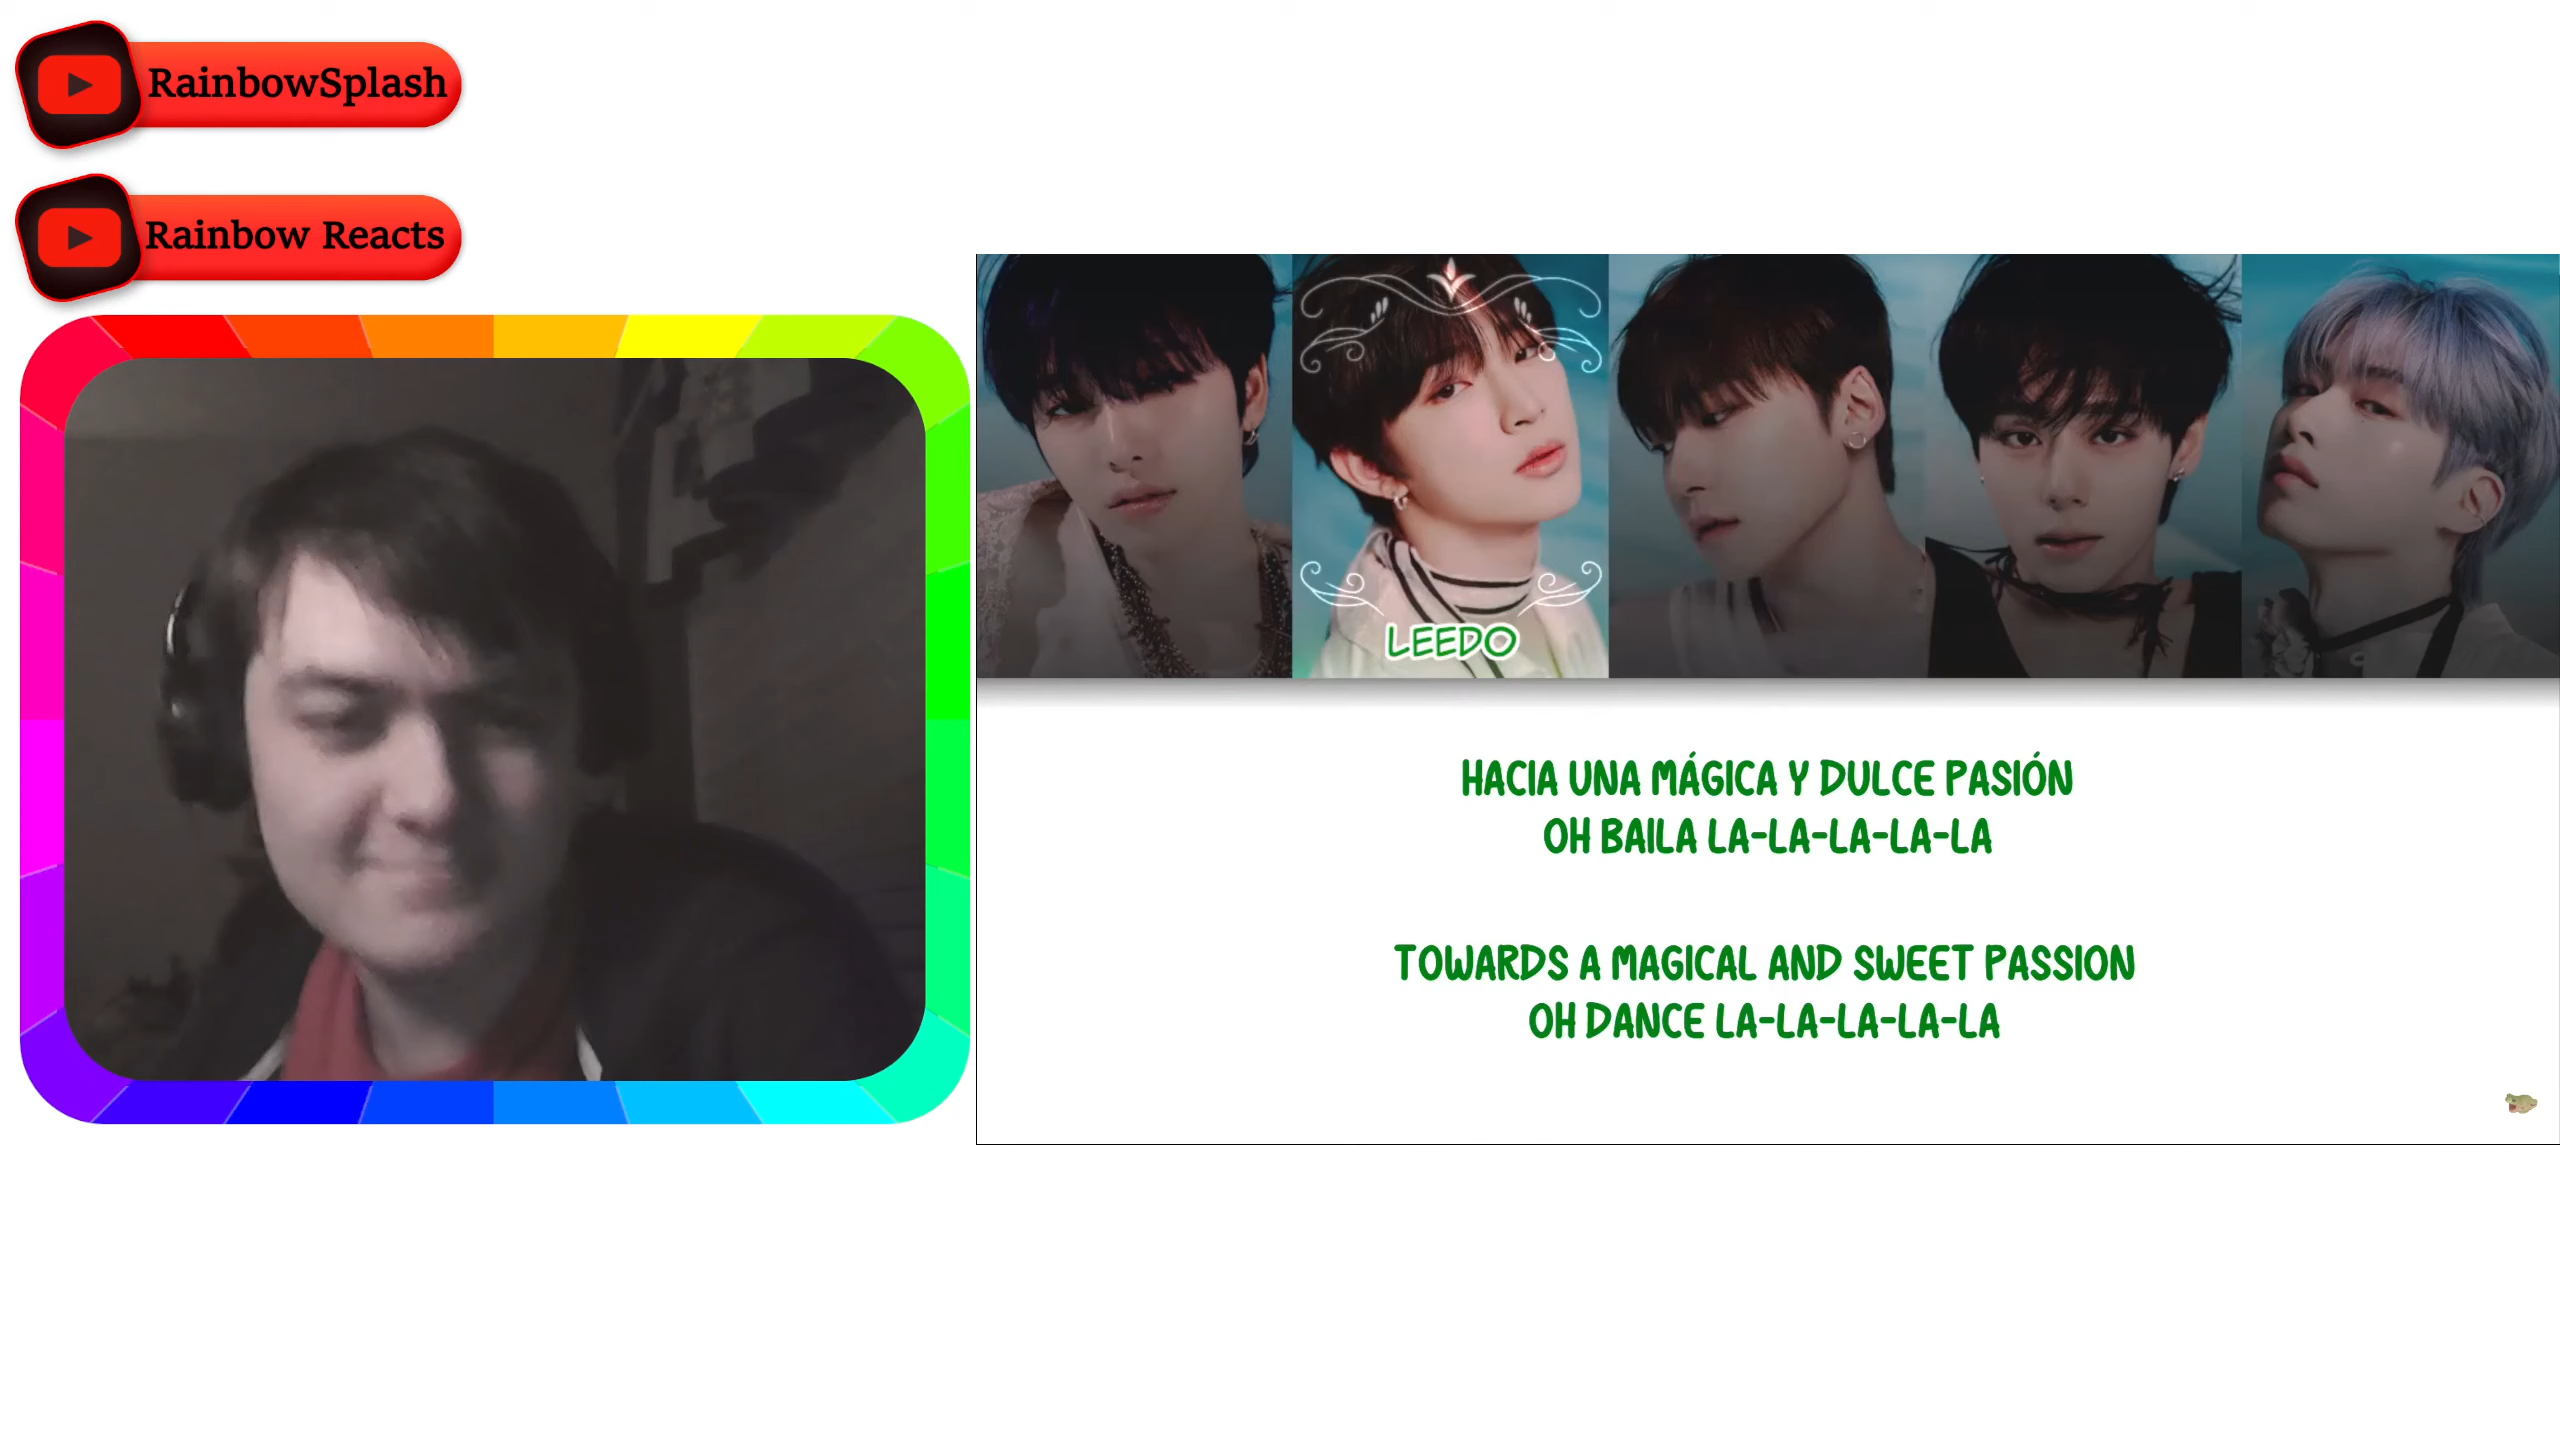 RainbowSplash
Rainbow Reacts
LEEDO
HACIA UNA MÁGICA Y DULCE PASIÓN
OH BAILA LA-LA-LA-LA-LA
TOWARDS A MAGICAL AND SWEET PASSION
OH DANCE LA-LA-LA-LA-LA